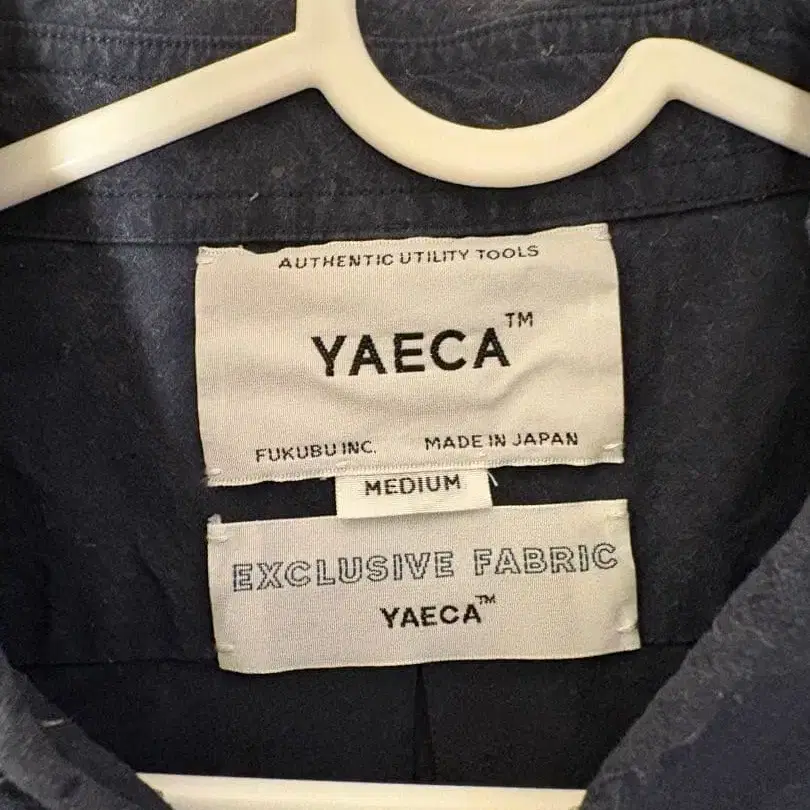 AUTHENTIC UTILITY TOOLS
YAECA™
FUKUBU INC. MADE IN JAPAN
MEDIUM
EXCLUSIVE FABRIC
YAECA™